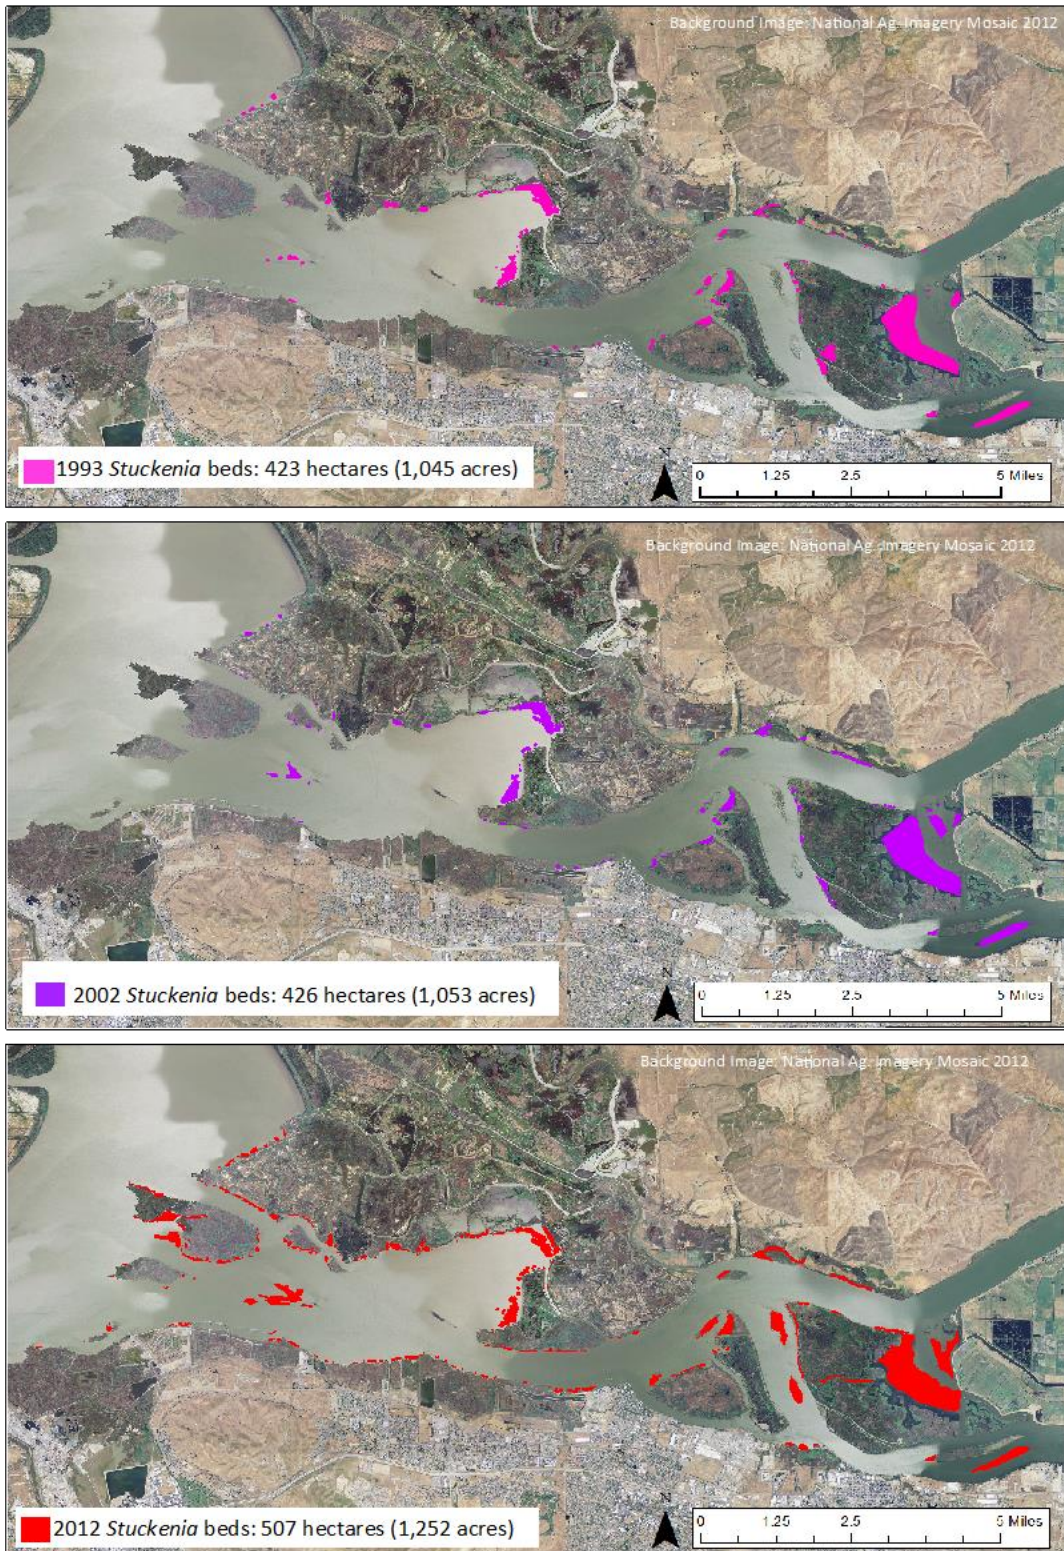 Background Image: National Ag. Imagery Mosaic 2012
1993 Stuckenia beds: 423 hectares (1,045 acres)
N
0 1.25 2.5 5 Miles
Background Image: National Ag. Imagery Mosaic 2012
2002 Stuckenia beds: 426 hectares (1,053 acres)
N
0 1.25 2.5 5 Miles
Background Image: National Ag. Imagery Mosaic 2012
2012 Stuckenia beds: 507 hectares (1,252 acres)
N
0 1.25 2.5 5 Miles